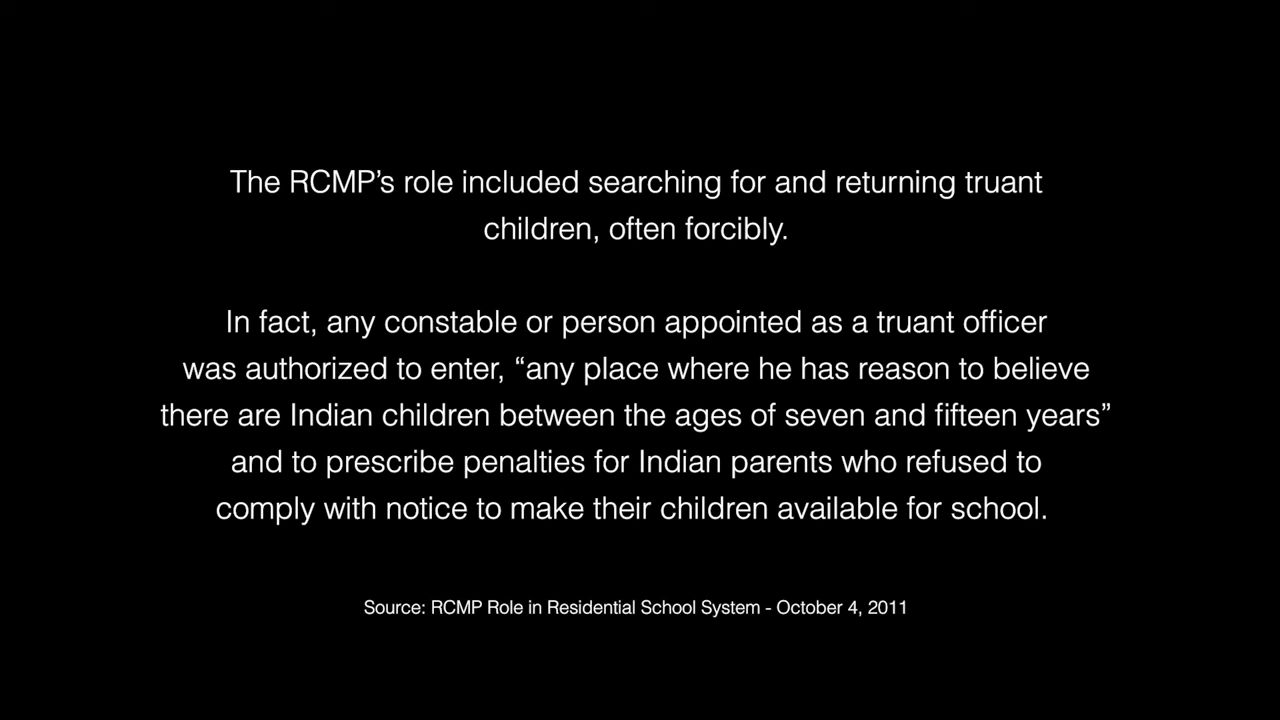 The RCMP’s role included searching for and returning truant
children, often forcibly.
In fact, any constable or person appointed as a truant officer
was authorized to enter, “any place where he has reason to believe
there are Indian children between the ages of seven and fifteen years”
and to prescribe penalties for Indian parents who refused to
comply with notice to make their children available for school.
Source: RCMP Role in Residential School System - October 4, 2011